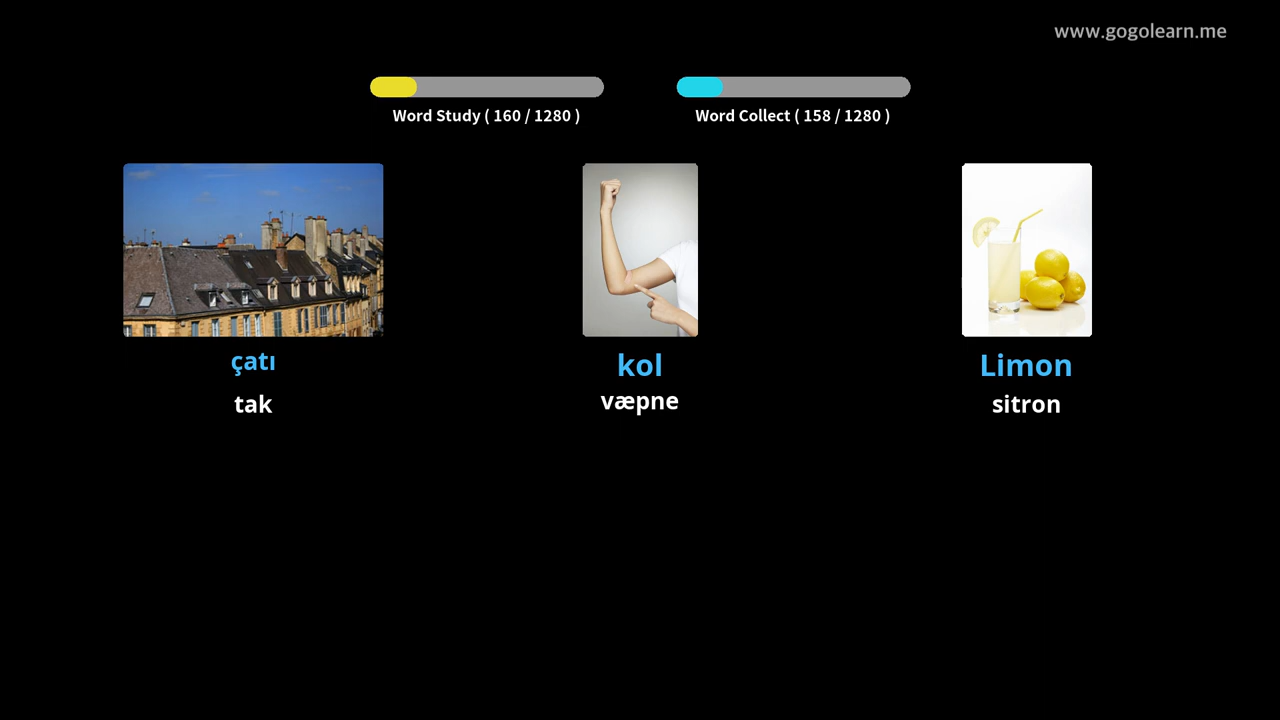 www.gogolearn.me
Word Study ( 160 / 1280 )
Word Collect ( 158 / 1280 )
çatı
kol
Limon
tak
væpne
sitron